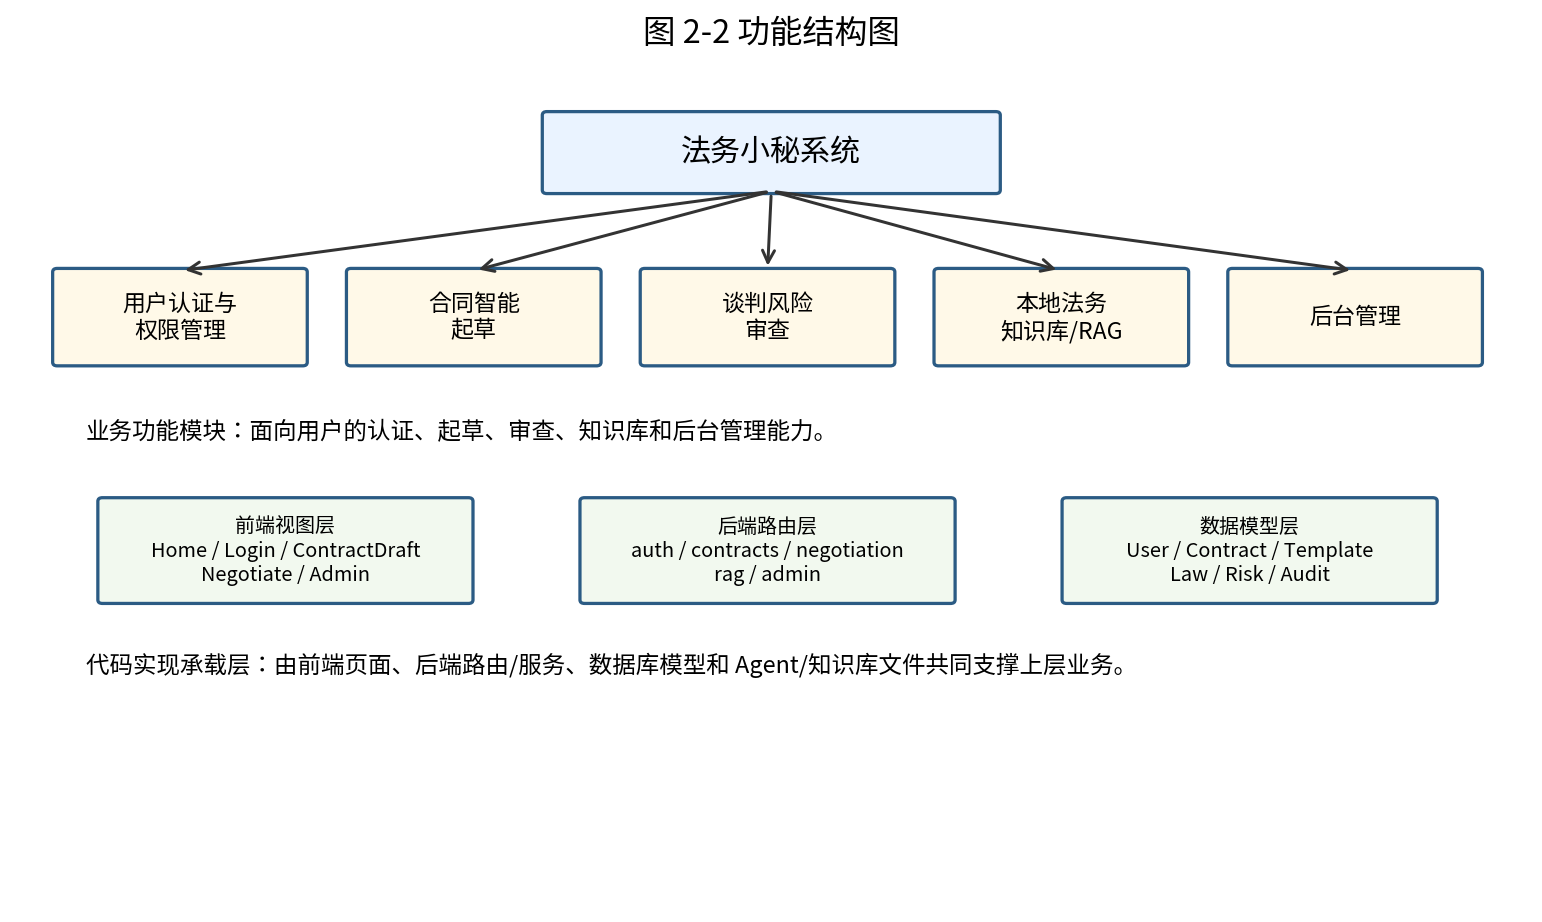 图 2-2 功能结构图
法务小秘系统
用户认证与
权限管理
合同智能
起草
谈判风险
审查
本地法务
知识库/RAG
后台管理
业务功能模块：面向用户的认证、起草、审查、知识库和后台管理能力。
前端视图层
Home / Login / ContractDraft
Negotiate / Admin
后端路由层
auth / contracts / negotiation
rag / admin
数据模型层
User / Contract / Template
Law / Risk / Audit
代码实现承载层：由前端页面、后端路由/服务、数据库模型和 Agent/知识库文件共同支撑上层业务。